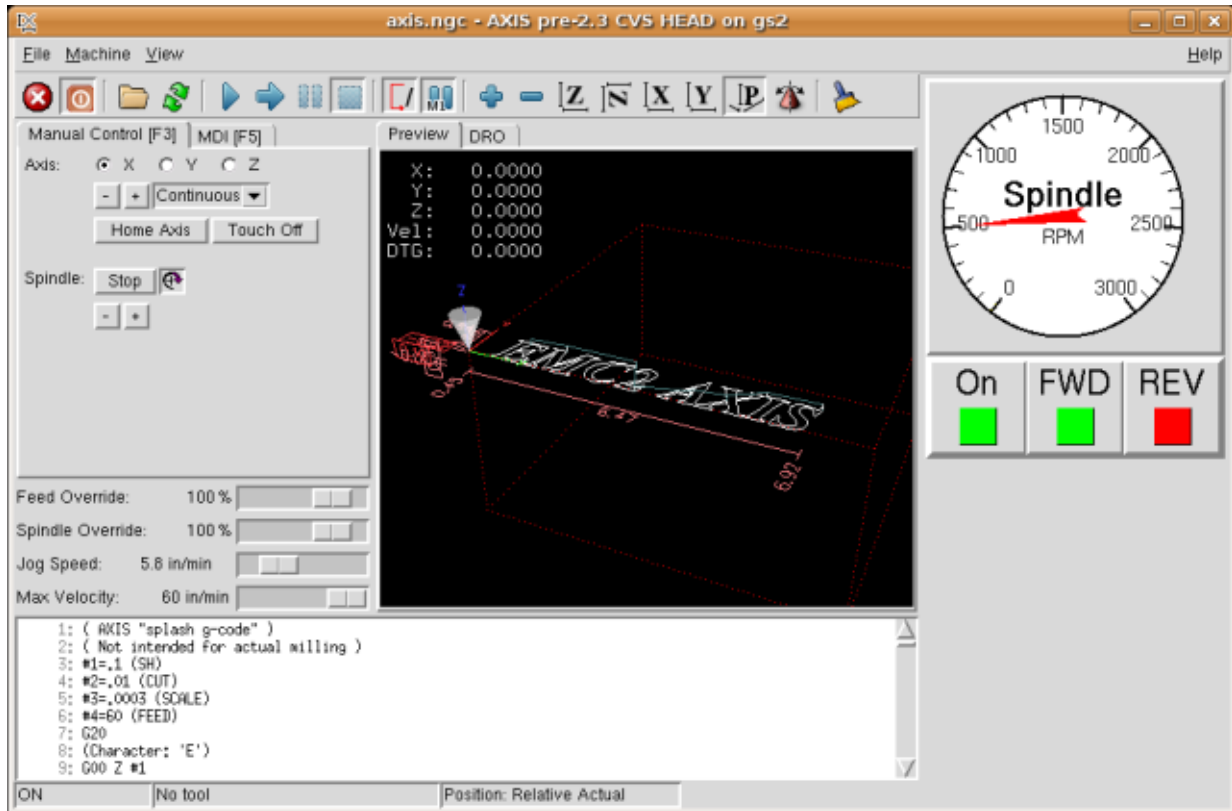 axis.ngc - AXIS pre-2.3 CVS HEAD on gs2
File Machine View Help
M1 Z N X Y P
Manual Control [F3] MDI [F5]
Axis: X Y Z
- + Continuous
Home Axis Touch Off
Spindle: Stop
- +
Feed Override: 100 %
Spindle Override: 100 %
Jog Speed: 5.8 in/min
Max Velocity: 60 in/min
Preview DRO
X: 0.0000
Y: 0.0000
Z: 0.0000
Vel: 0.0000
DTG: 0.0000
Z
EMC2 AXIS
6.47
6.92
0
500
1000
1500
2000
2500
3000
Spindle
RPM
On FWD REV
1: ( AXIS "splash g-code" )
2: ( Not intended for actual milling )
3: #1=.1 (SH)
4: #2=.01 (CUT)
5: #3=.0003 (SCALE)
6: #4=60 (FEED)
7: G20
8: (Character: 'E')
9: G00 Z #1
ON No tool Position: Relative Actual